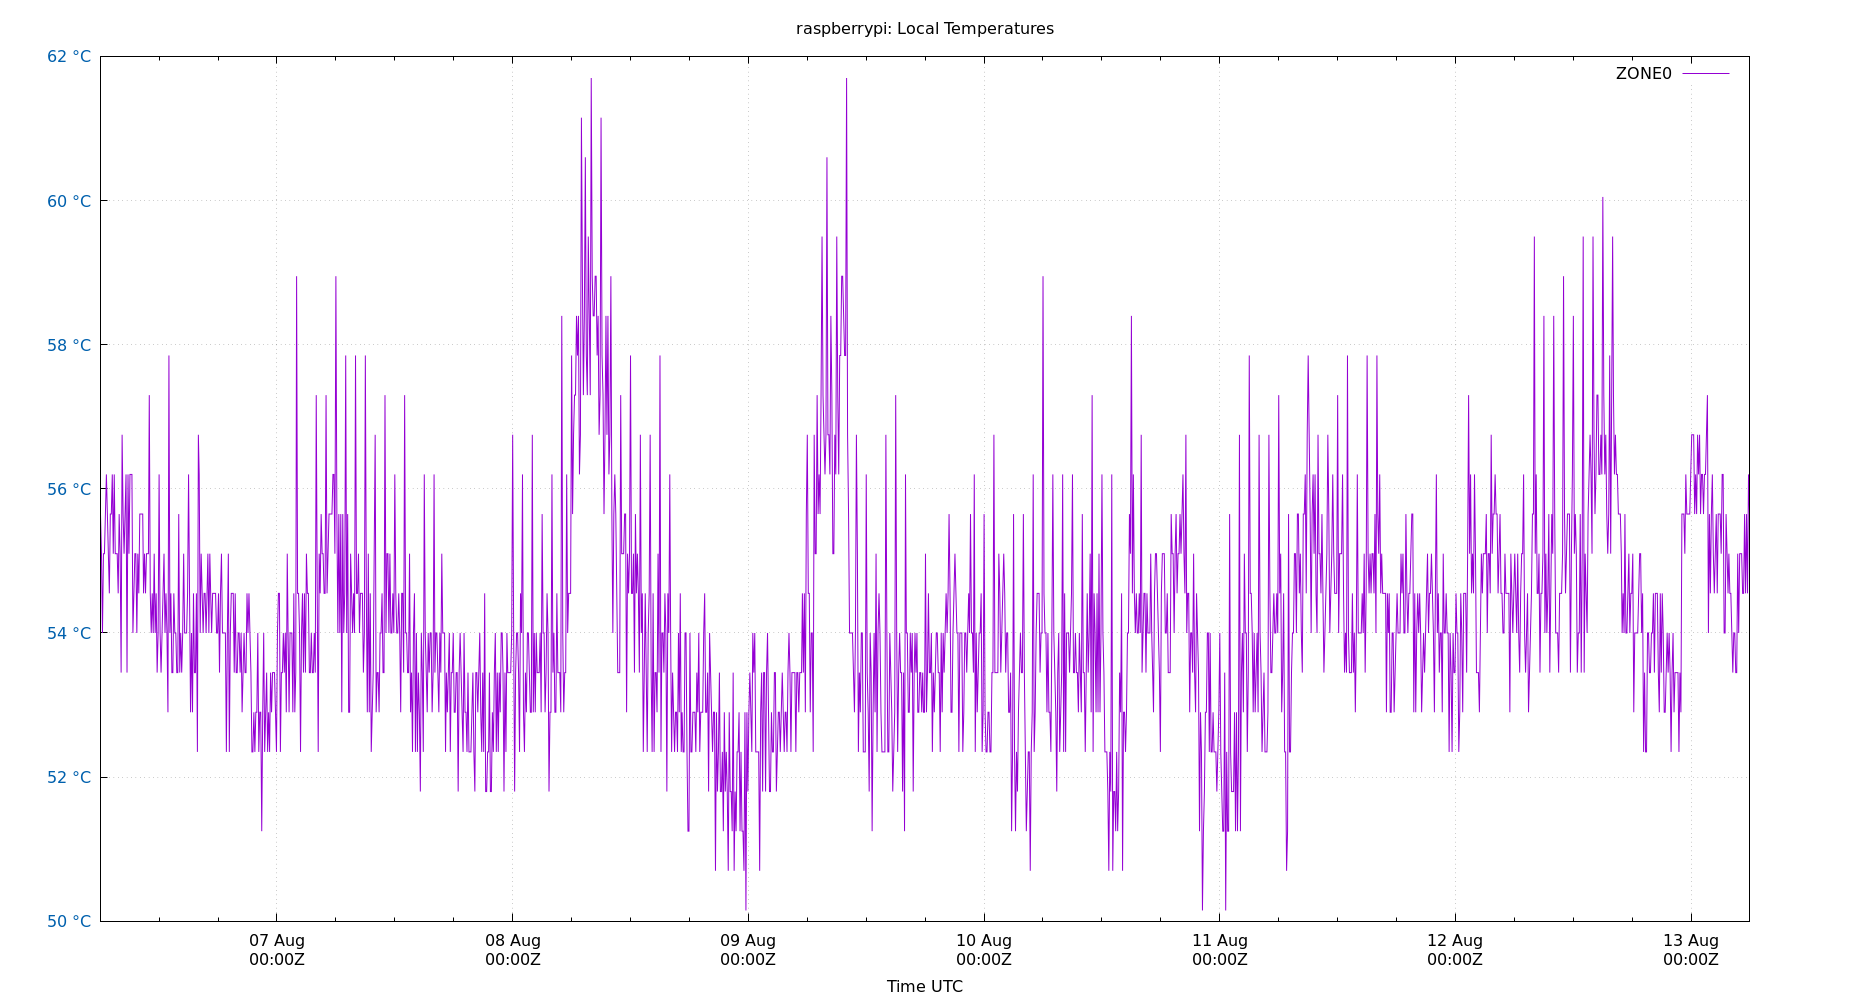 raspberrypi: Local Temperatures
62 °C
ZONE0
60 °C
58 °C
56 °C
54 °C
52 °C
50 °C
07 Aug 08 Aug 09 Aug 10 Aug 11 Aug 12 Aug 13 Aug
00:00Z 00:00Z 00:00Z 00:00Z 00:00Z 00:00Z 00:00Z
Time UTC